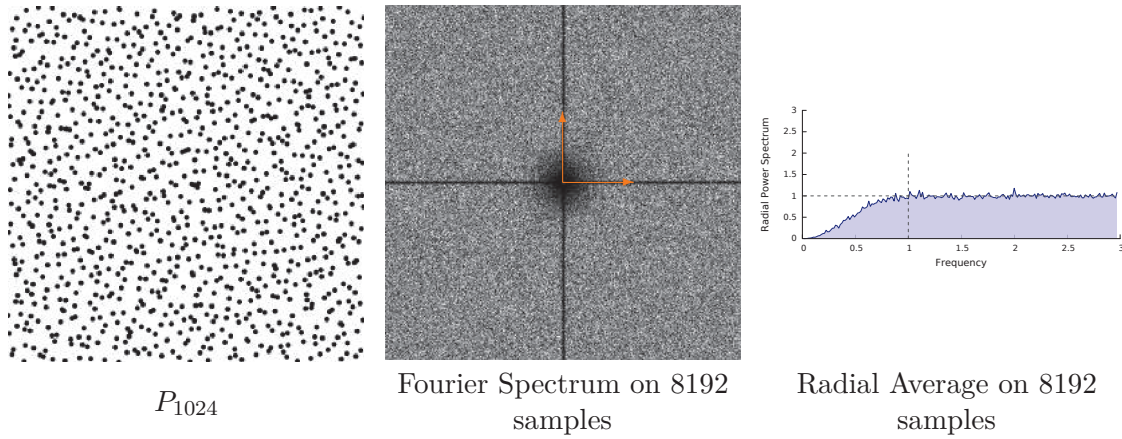 3
2.5
2
1.5
1
0.5
0
0 0.5 1 1.5 2 2.5 3
Radial Power Spectrum
Frequency
P1024
Fourier Spectrum on 8192
samples
Radial Average on 8192
samples